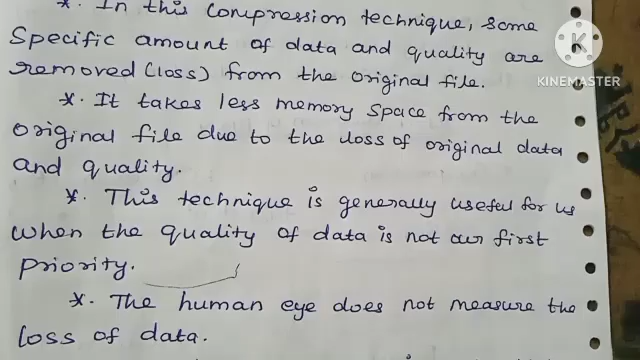 *. In this compression technique, some
Specific amount of data and quality are
removed (loss) from the original file.
*. It takes less memory space from the
original file due to the loss of original data
and quality.
*. This technique is generally useful for us
when the quality of data is not our first
priority.
*. The human eye does not measure the
loss of data.
K
KINEMASTER